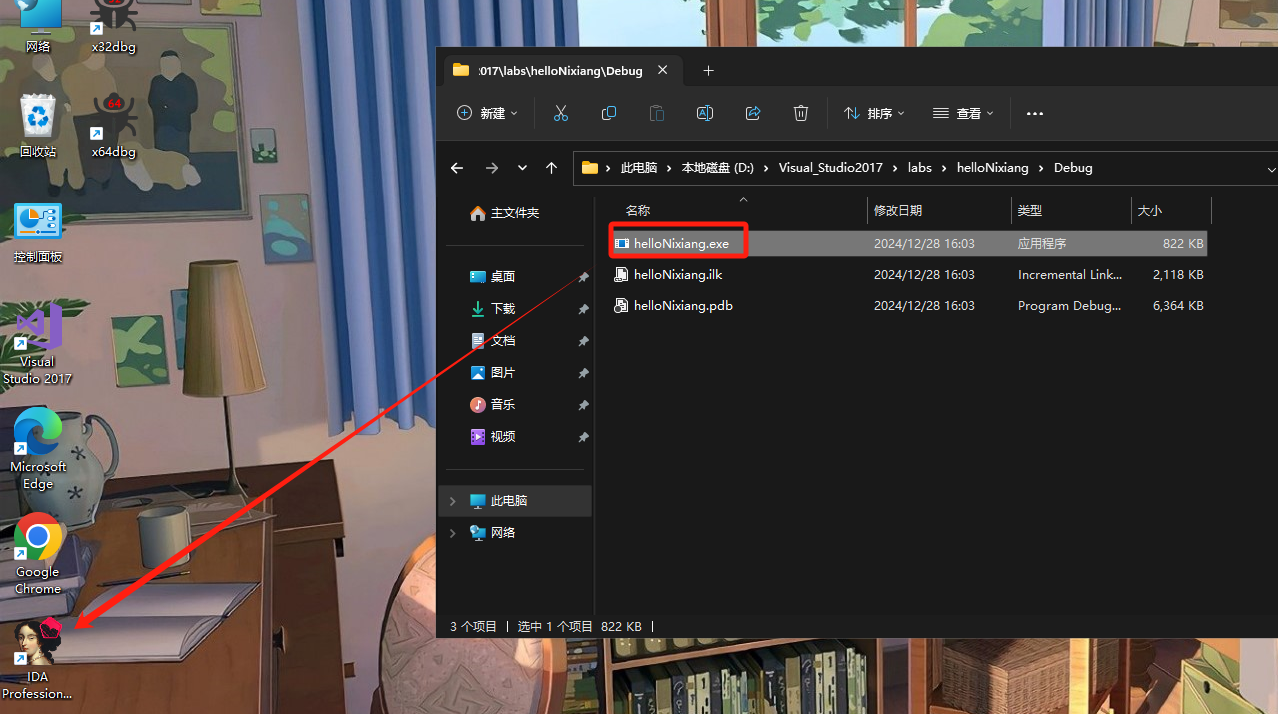 网络
x32dbg
回收站
64
x64dbg
控制面板
Visual
Studio 2017
Microsoft
Edge
Google
Chrome
IDA
Profession...
:017\labs\helloNixiang\Debug
新建
排序
查看
此电脑 > 本地磁盘 (D:) > Visual_Studio2017 > labs > helloNixiang > Debug
主文件夹
桌面
下载
文档
图片
音乐
视频
此电脑
网络
名称 修改日期 类型 大小
helloNixiang.exe 2024/12/28 16:03 应用程序 822 KB
helloNixiang.ilk 2024/12/28 16:03 Incremental Link... 2,118 KB
helloNixiang.pdb 2024/12/28 16:03 Program Debug... 6,364 KB
3 个项目 | 选中 1 个项目 822 KB |